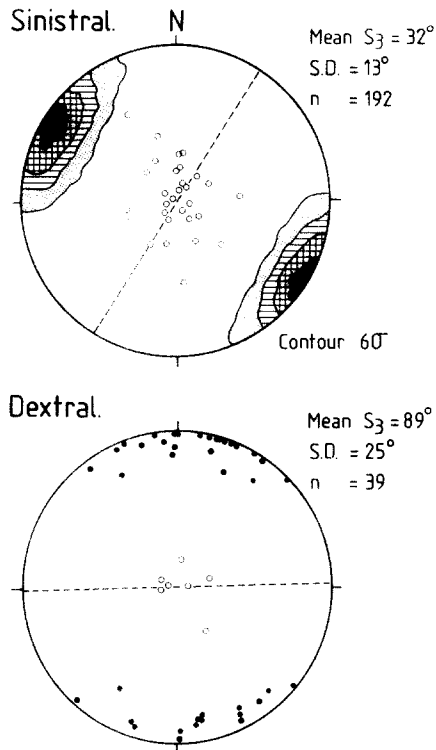 Sinistral.
N
Mean S₃ = 32°
S.D. = 13°
n = 192
Contour 6σ
Dextral.
Mean S₃ = 89°
S.D. = 25°
n = 39